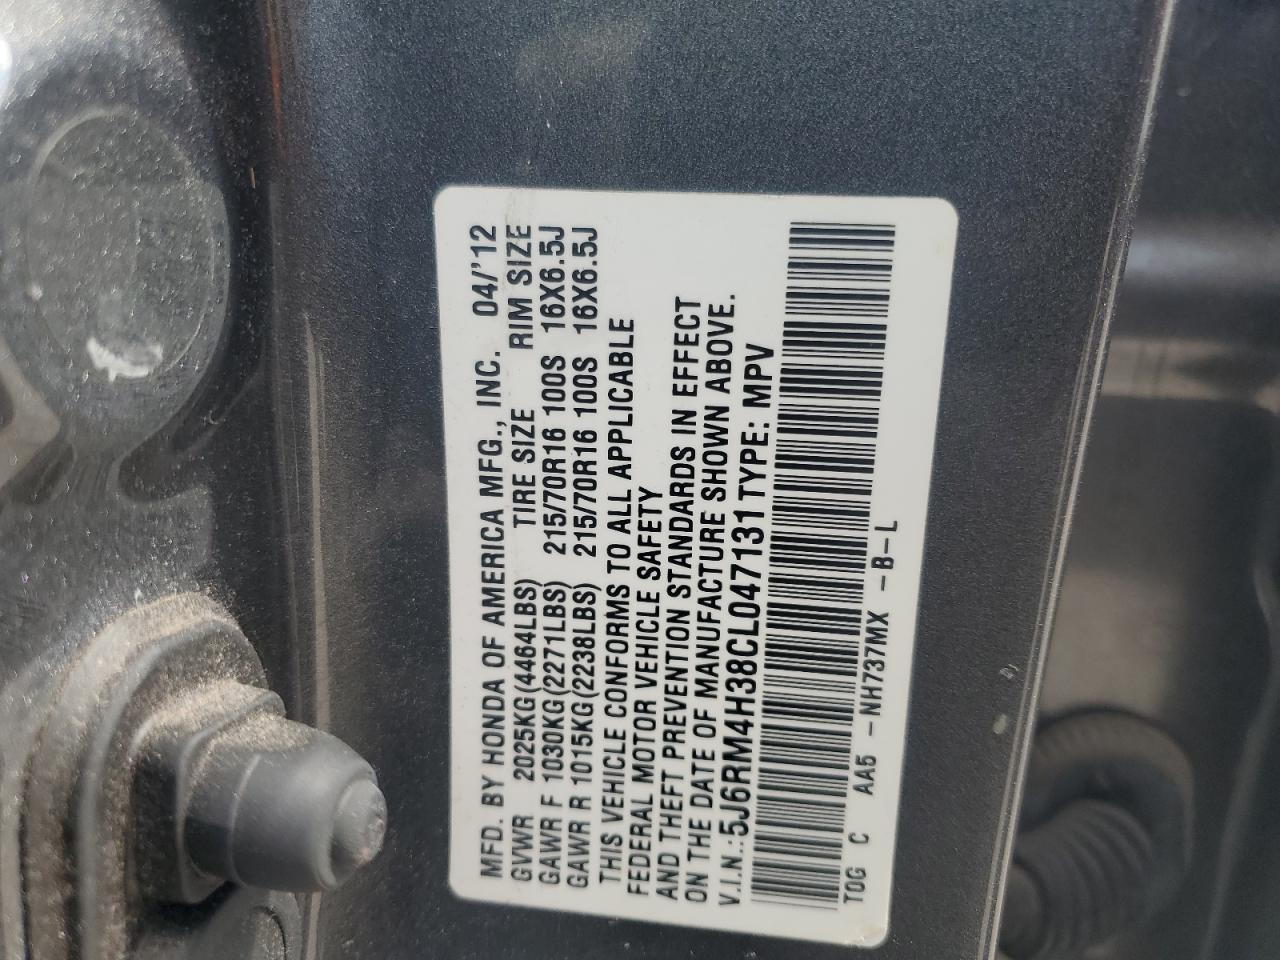 MFD. BY HONDA OF AMERICA MFG., INC. 04/'12
GVWR 2025KG(4464LBS) TIRE SIZE RIM SIZE
GAWR F 1030KG(2271LBS) 215/70R16 100S 16X6.5J
GAWR R 1015KG(2238LBS) 215/70R16 100S 16X6.5J
THIS VEHICLE CONFORMS TO ALL APPLICABLE
FEDERAL MOTOR VEHICLE SAFETY
AND THEFT PREVENTION STANDARDS IN EFFECT
ON THE DATE OF MANUFACTURE SHOWN ABOVE.
V.I.N.:5J6RM4H38CL047131 TYPE: MPV
T0G C AA5 -NH737MX -B-L